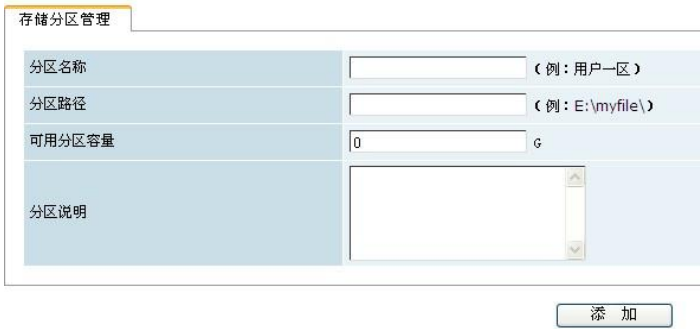 存储分区管理
分区名称 （例：用户一区）
分区路径 （例：E:\myfile\）
可用分区容量 0 G
分区说明
添 加